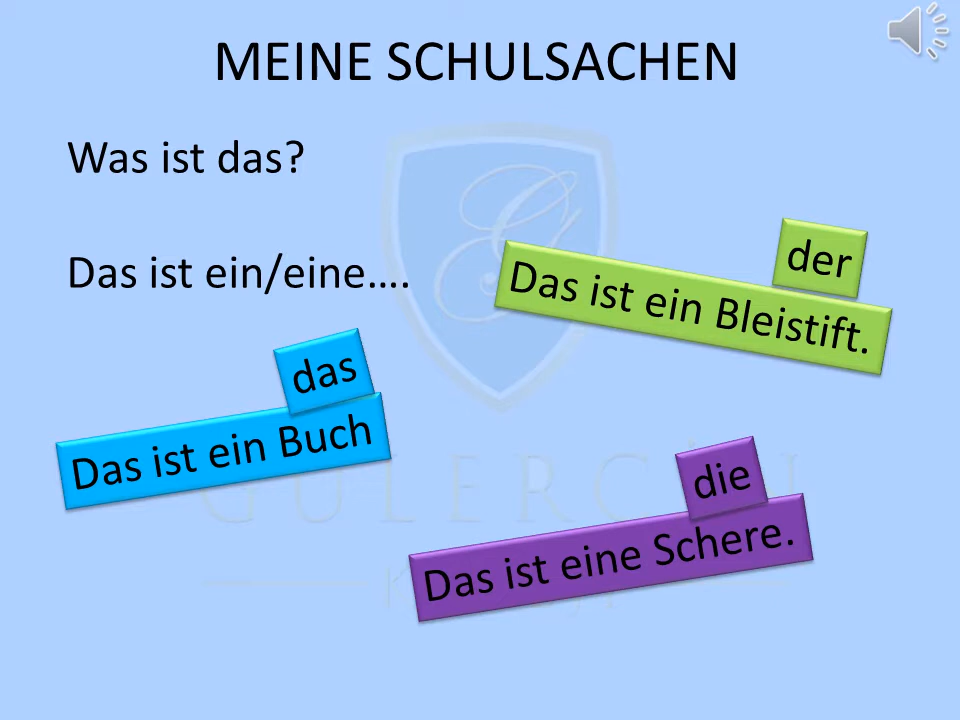 MEINE SCHULSACHEN
Was ist das?
Das ist ein/eine....
der
Das ist ein Bleistift.
das
Das ist ein Buch
die
Das ist eine Schere.